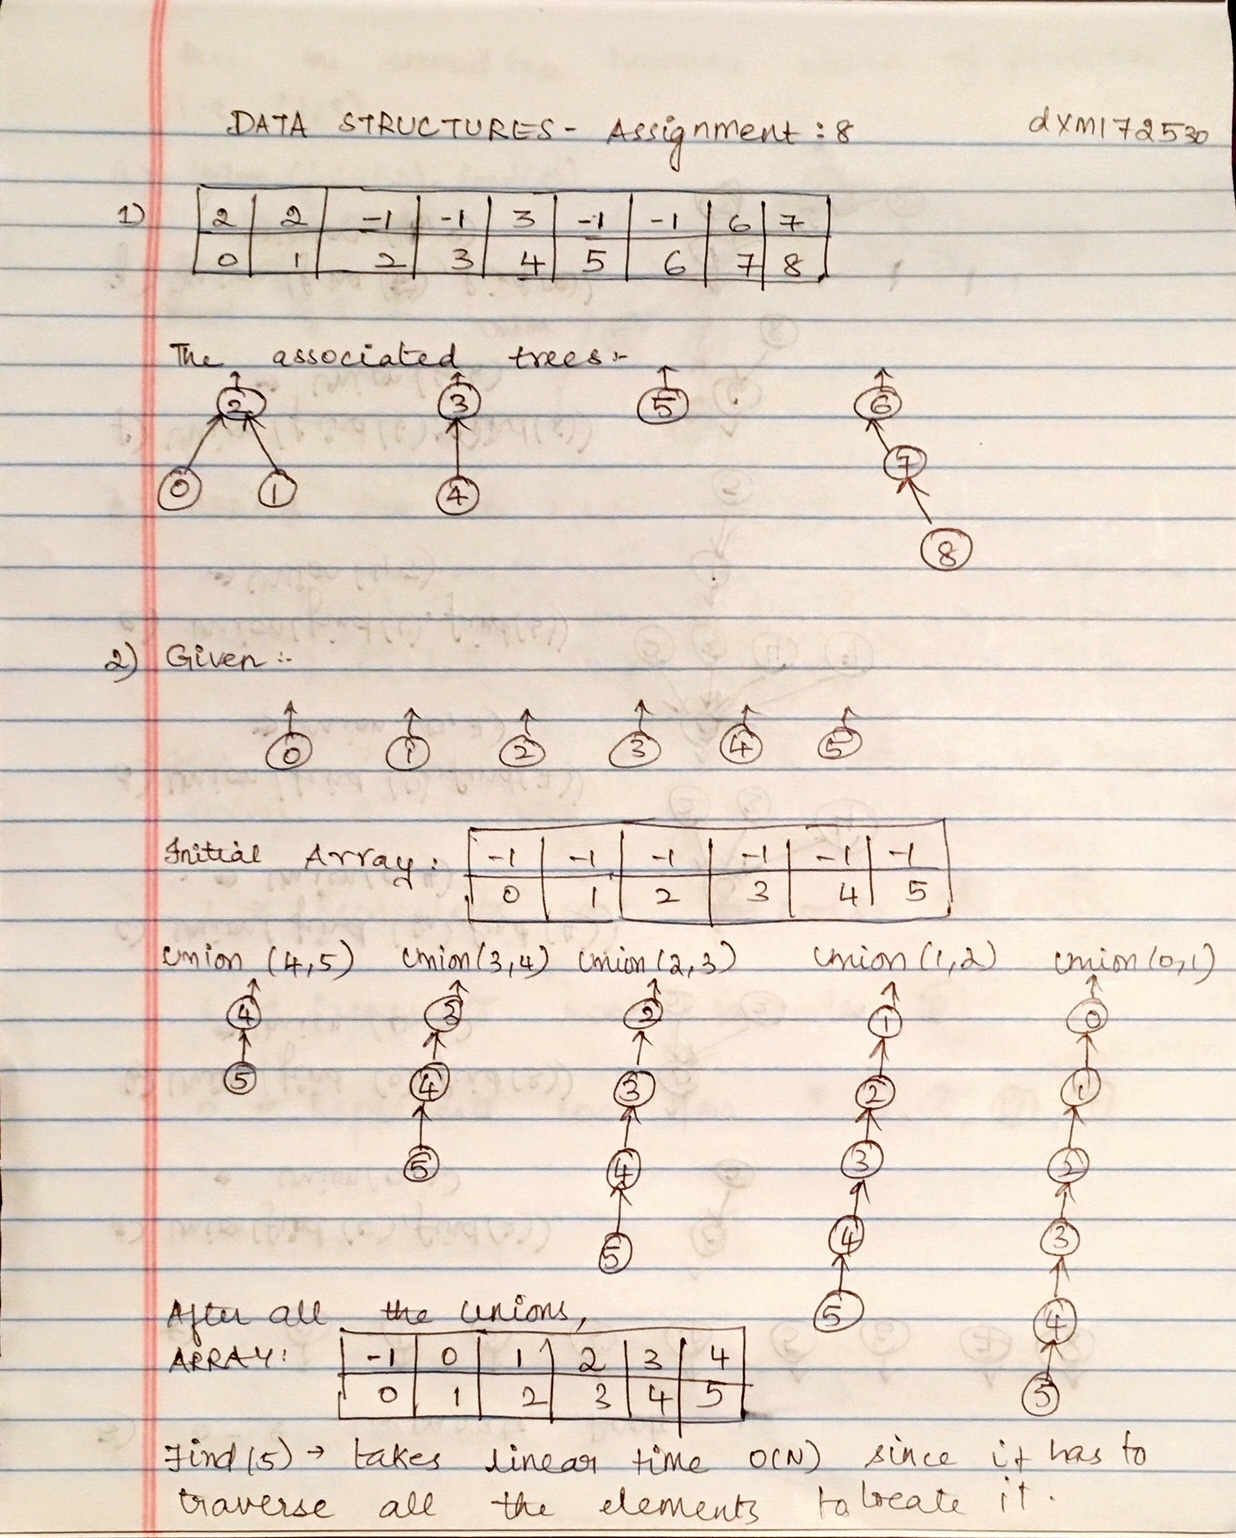 DATA STRUCTURES- Assignment: 8 dxm172530
1) 2 2 -1 -1 3 -1 -1 6 7
0 1 2 3 4 5 6 7 8
The associated trees:-
2 3 5 6
7
0 1 4
8
2) Given:-
0 1 2 3 4 5
Initial Array: -1 -1 -1 -1 -1 -1
0 1 2 3 4 5
union (4,5) union(3,4) union(2,3) union(1,2) union(0,1)
4 3 2 1 0
5 4 3 2 1
5 4 3 2
5 4 3
5 4
5
After all the unions,
ARRAY: -1 0 1 2 3 4
0 1 2 3 4 5
Find(5) → takes linear time O(N) since it has to
traverse all the elements to locate it.